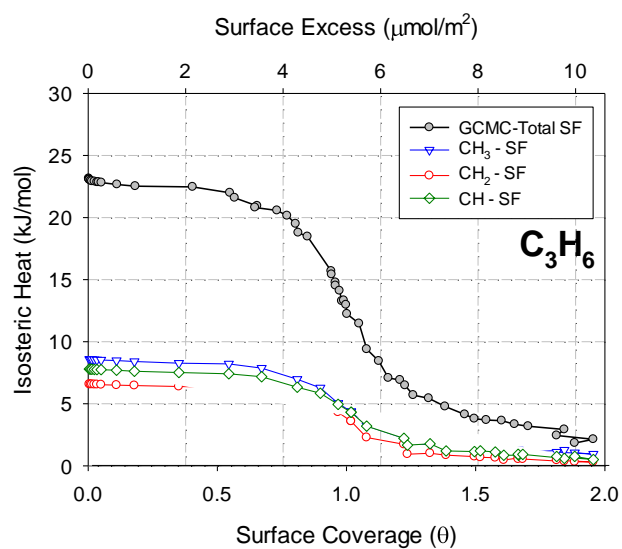 Surface Excess (μmol/m²)
0 2 4 6 8 10
30
25
20
15
10
5
0
Isosteric Heat (kJ/mol)
GCMC-Total SF
CH₃ - SF
CH₂ - SF
CH - SF
C₃H₆
0.0 0.5 1.0 1.5 2.0
Surface Coverage (θ)